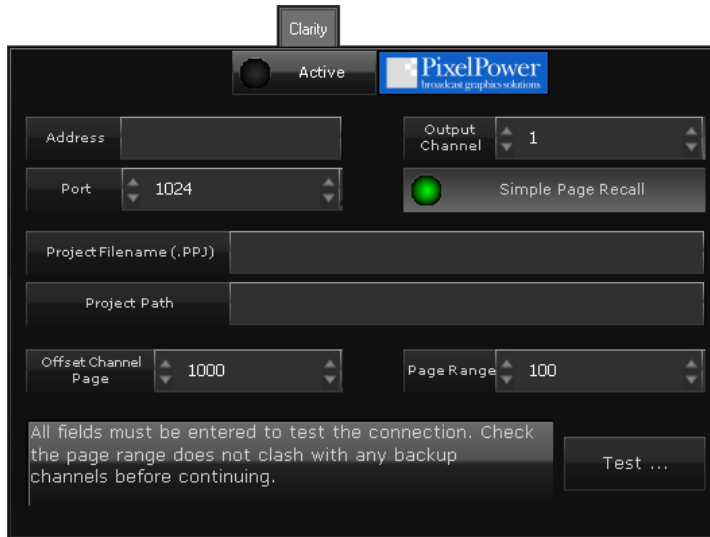 Clarity
Active
PixelPower
broadcast graphics solutions
Address
Output
Channel
1
Port
1024
Simple Page Recall
Project Filename (.PPJ)
Project Path
Offset Channel
Page
1000
Page Range
100
All fields must be entered to test the connection. Check
the page range does not clash with any backup
channels before continuing.
Test ...